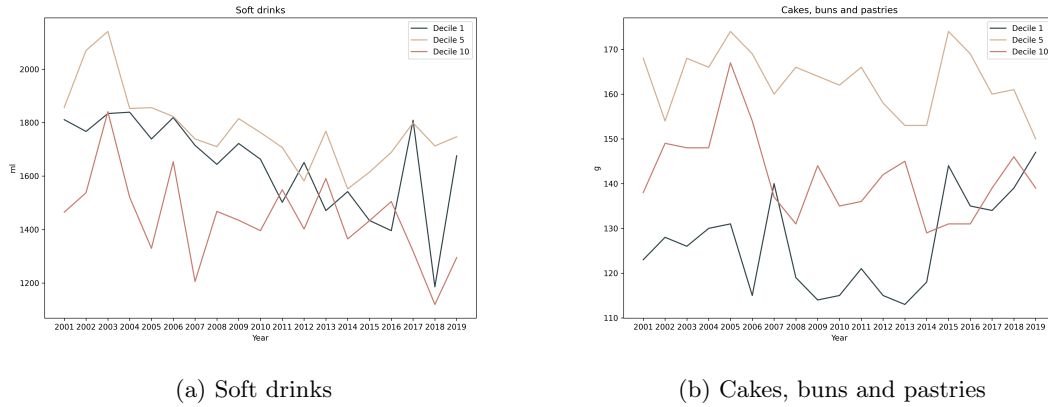 Soft drinks
Decile 1
Decile 5
Decile 10
2000
1800
1600
1400
1200
ml
2001 2002 2003 2004 2005 2006 2007 2008 2009 2010 2011 2012 2013 2014 2015 2016 2017 2018 2019
Year
(a) Soft drinks
Cakes, buns and pastries
Decile 1
Decile 5
Decile 10
170
160
150
140
130
120
110
g
2001 2002 2003 2004 2005 2006 2007 2008 2009 2010 2011 2012 2013 2014 2015 2016 2017 2018 2019
Year
(b) Cakes, buns and pastries